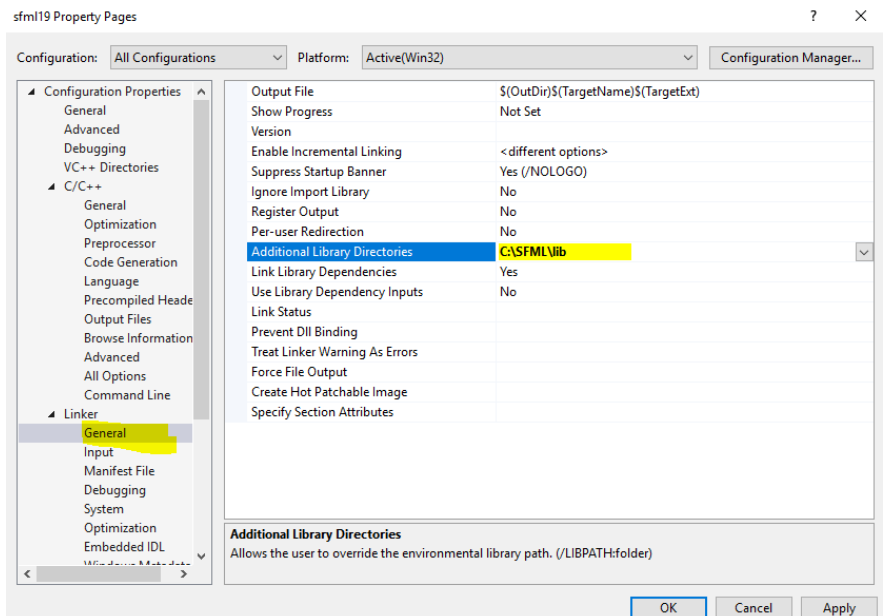 sfml19 Property Pages
?
Configuration: All Configurations Platform: Active(Win32) Configuration Manager...
Configuration Properties
General
Advanced
Debugging
VC++ Directories
C/C++
General
Optimization
Preprocessor
Code Generation
Language
Precompiled Heade
Output Files
Browse Information
Advanced
All Options
Command Line
Linker
General
Input
Manifest File
Debugging
System
Optimization
Embedded IDL
Windows Metadata
Output File $(OutDir)$(TargetName)$(TargetExt)
Show Progress Not Set
Version
Enable Incremental Linking <different options>
Suppress Startup Banner Yes (/NOLOGO)
Ignore Import Library No
Register Output No
Per-user Redirection No
Additional Library Directories C:\SFML\lib
Link Library Dependencies Yes
Use Library Dependency Inputs No
Link Status
Prevent Dll Binding
Treat Linker Warning As Errors
Force File Output
Create Hot Patchable Image
Specify Section Attributes
Additional Library Directories
Allows the user to override the environmental library path. (/LIBPATH:folder)
OK Cancel Apply